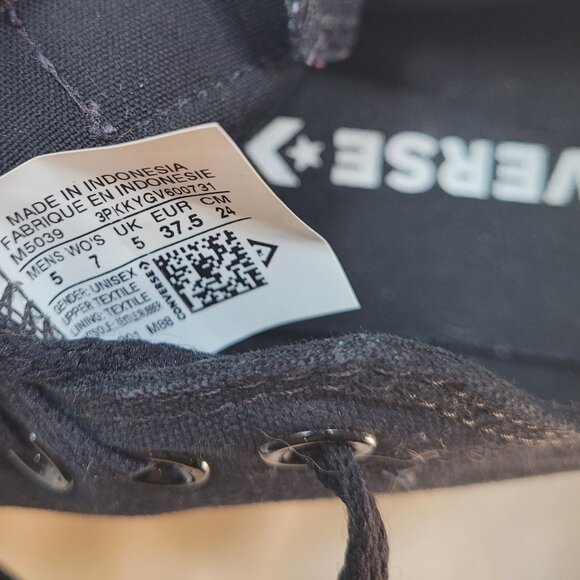 MADE IN INDONESIA
FABRIQUE EN INDONESIE
M5039 3PKKYGV600731
MENS WO'S UK EUR CM
5 7 5 37.5 24
GENDER: UNISEX
UPPER: TEXTILE
LINING: TEXTILE
M88
CONVERSE
VERSE